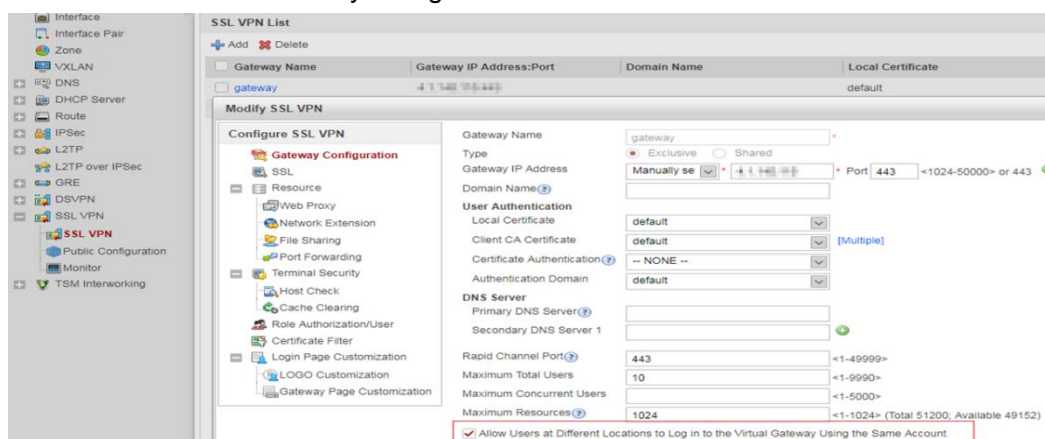 Interface
Interface Pair
Zone
VXLAN
DNS
DHCP Server
Route
IPSec
L2TP
L2TP over IPSec
GRE
DSVPN
SSL VPN
SSL VPN
Public Configuration
Monitor
TSM Interworking
SSL VPN List
Add Delete
Gateway Name Gateway IP Address:Port Domain Name Local Certificate
gateway default
Modify SSL VPN
Configure SSL VPN
Gateway Configuration
SSL
Resource
Web Proxy
Network Extension
File Sharing
Port Forwarding
Terminal Security
Host Check
Cache Clearing
Role Authorization/User
Certificate Filter
Login Page Customization
LOGO Customization
Gateway Page Customization
Gateway Name gateway *
Type Exclusive Shared
Gateway IP Address Manually se * * Port 443 <1024-50000> or 443
Domain Name
User Authentication
Local Certificate default
Client CA Certificate default [Multiple]
Certificate Authentication -- NONE --
Authentication Domain default
DNS Server
Primary DNS Server
Secondary DNS Server 1
Rapid Channel Port 443 <1-49999>
Maximum Total Users 10 <1-9990>
Maximum Concurrent Users <1-5000>
Maximum Resources 1024 <1-1024> (Total 51200; Available 49152)
Allow Users at Different Locations to Log in to the Virtual Gateway Using the Same Account